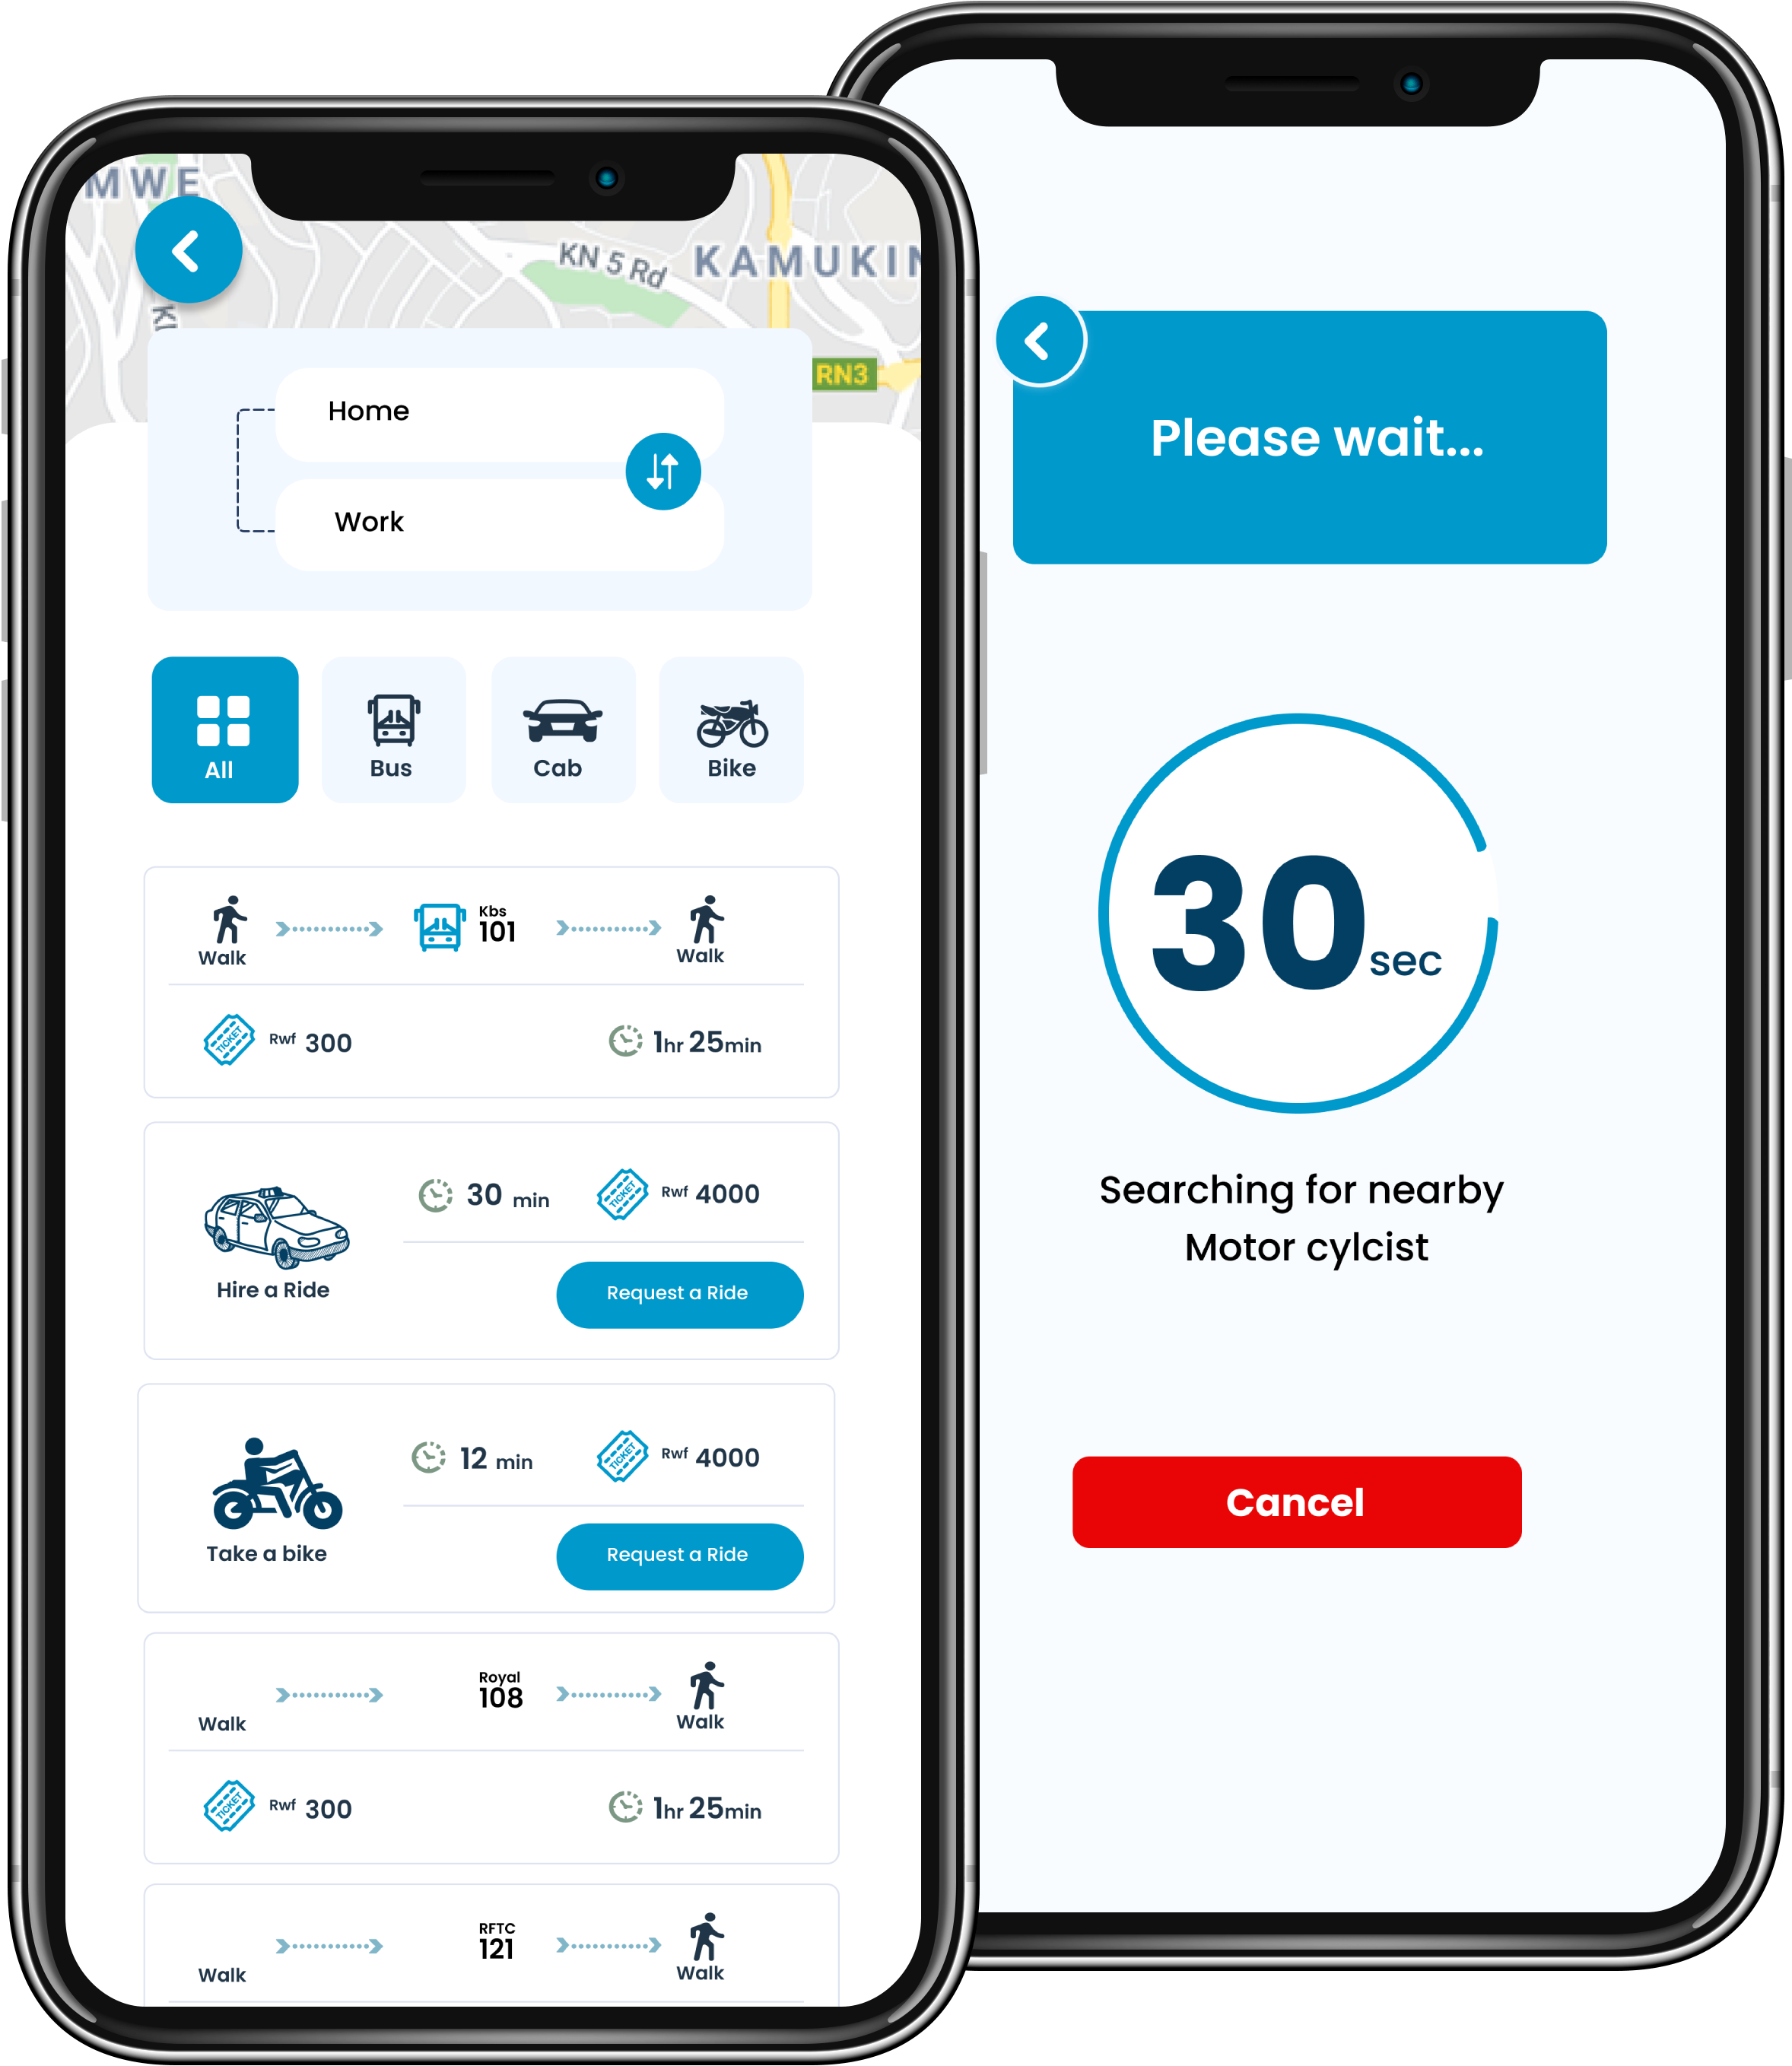 MWE
KN 5 Rd
KAMUKIN
KI
RN3
Home
Work
All
Bus
Cab
Bike
Walk
Kbs
101
Walk
TICKET
Rwf 300
1hr 25min
30 min
TICKET
Rwf 4000
Hire a Ride
Request a Ride
12 min
TICKET
Rwf 4000
Take a bike
Request a Ride
Walk
Royal
108
Walk
TICKET
Rwf 300
1hr 25min
Walk
RFTC
121
Walk
Please wait...
30sec
Searching for nearby
Motor cylcist
Cancel